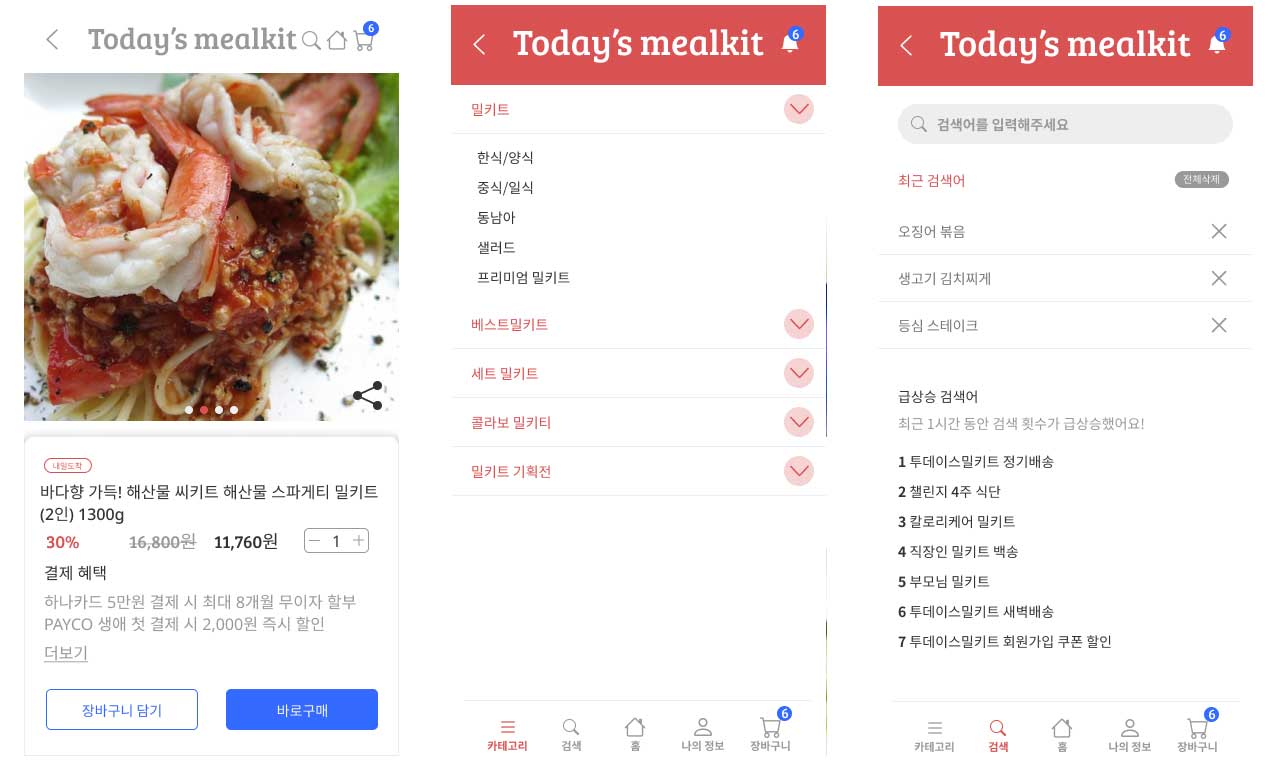 Today's mealkit
6
내일도착
바다향 가득! 해산물 씨키트 해산물 스파게티 밀키트
(2인) 1300g
30% 16,800원 11,760원 1
결제 혜택
하나카드 5만원 결제 시 최대 8개월 무이자 할부
PAYCO 생애 첫 결제 시 2,000원 즉시 할인
더보기
장바구니 담기 바로구매
Today's mealkit
6
밀키트
한식/양식
중식/일식
동남아
샐러드
프리미엄 밀키트
베스트밀키트
세트 밀키트
콜라보 밀키티
밀키트 기획전
6
카테고리 검색 홈 나의 정보 장바구니
Today's mealkit
6
검색어를 입력해주세요
최근 검색어 전체삭제
오징어 볶음
생고기 김치찌게
등심 스테이크
급상승 검색어
최근 1시간 동안 검색 횟수가 급상승했어요!
1 투데이스밀키트 정기배송
2 챌린지 4주 식단
3 칼로리케어 밀키트
4 직장인 밀키트 백송
5 부모님 밀키트
6 투데이스밀키트 새벽배송
7 투데이스밀키트 회원가입 쿠폰 할인
6
카테고리 검색 홈 나의 정보 장바구니